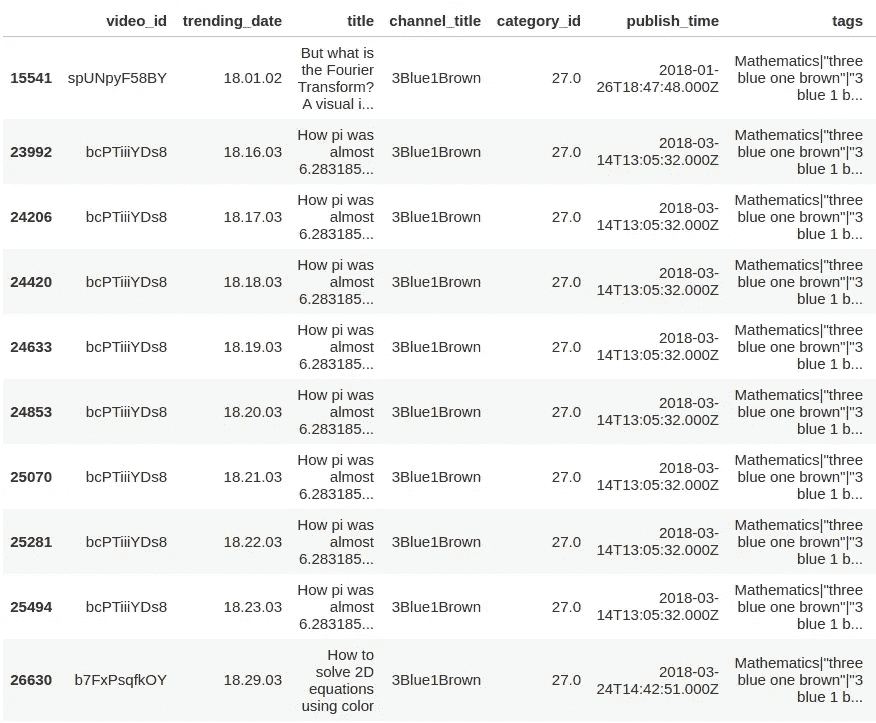 video_id trending_date title channel_title category_id publish_time tags
15541 spUNpyF58BY 18.01.02 But what is the Fourier Transform? A visual i... 3Blue1Brown 27.0 2018-01-26T18:47:48.000Z Mathematics|"three blue one brown"|"3 blue 1 b...
23992 bcPTiiiYDs8 18.16.03 How pi was almost 6.283185... 3Blue1Brown 27.0 2018-03-14T13:05:32.000Z Mathematics|"three blue one brown"|"3 blue 1 b...
24206 bcPTiiiYDs8 18.17.03 How pi was almost 6.283185... 3Blue1Brown 27.0 2018-03-14T13:05:32.000Z Mathematics|"three blue one brown"|"3 blue 1 b...
24420 bcPTiiiYDs8 18.18.03 How pi was almost 6.283185... 3Blue1Brown 27.0 2018-03-14T13:05:32.000Z Mathematics|"three blue one brown"|"3 blue 1 b...
24633 bcPTiiiYDs8 18.19.03 How pi was almost 6.283185... 3Blue1Brown 27.0 2018-03-14T13:05:32.000Z Mathematics|"three blue one brown"|"3 blue 1 b...
24853 bcPTiiiYDs8 18.20.03 How pi was almost 6.283185... 3Blue1Brown 27.0 2018-03-14T13:05:32.000Z Mathematics|"three blue one brown"|"3 blue 1 b...
25070 bcPTiiiYDs8 18.21.03 How pi was almost 6.283185... 3Blue1Brown 27.0 2018-03-14T13:05:32.000Z Mathematics|"three blue one brown"|"3 blue 1 b...
25281 bcPTiiiYDs8 18.22.03 How pi was almost 6.283185... 3Blue1Brown 27.0 2018-03-14T13:05:32.000Z Mathematics|"three blue one brown"|"3 blue 1 b...
25494 bcPTiiiYDs8 18.23.03 How pi was almost 6.283185... 3Blue1Brown 27.0 2018-03-14T13:05:32.000Z Mathematics|"three blue one brown"|"3 blue 1 b...
26630 b7FxPsqfkOY 18.29.03 How to solve 2D equations using color 3Blue1Brown 27.0 2018-03-24T14:42:51.000Z Mathematics|"three blue one brown"|"3 blue 1 b...